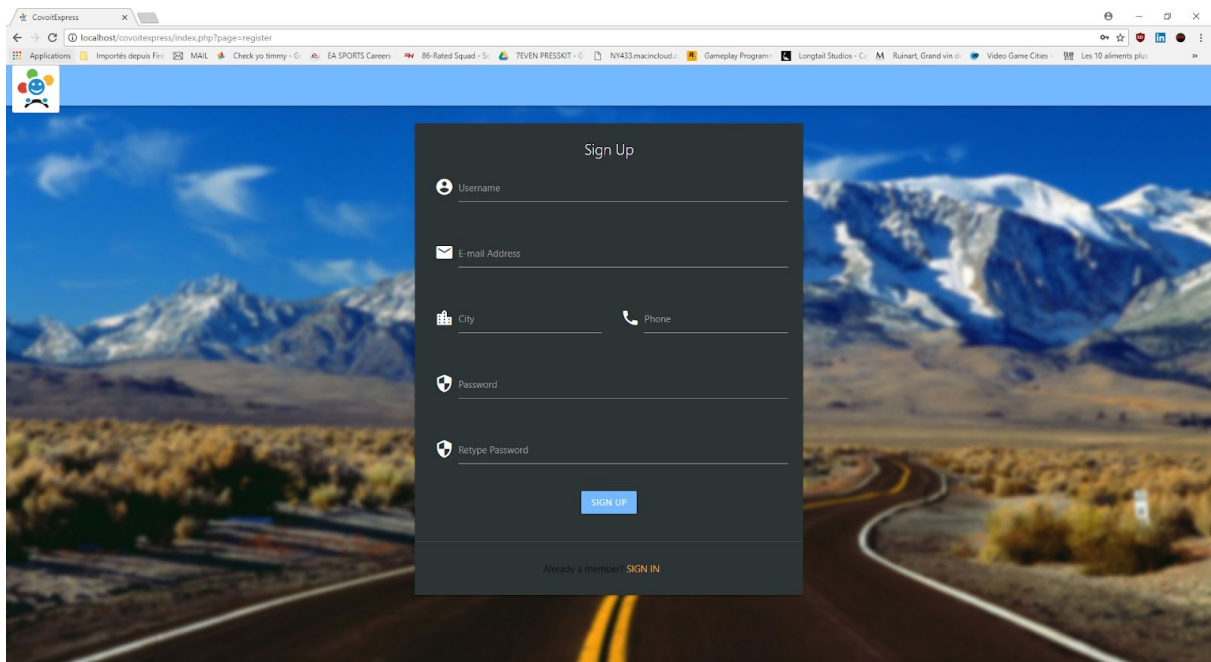 CovoitExpress
localhost/covoitexpress/index.php?page=register
Applications Importés depuis Fire MAIL Check yo timmy - G EA SPORTS Careers 86-Rated Squad - Sc 7EVEN PRESSKIT - G NY433.macincloud.c Gameplay Program Longtail Studios - Ca Ruinart, Grand vin d Video Game Cities - Les 10 aliments plus
Sign Up
Username
E-mail Address
City Phone
Password
Retype Password
SIGN UP
Already a member? SIGN IN